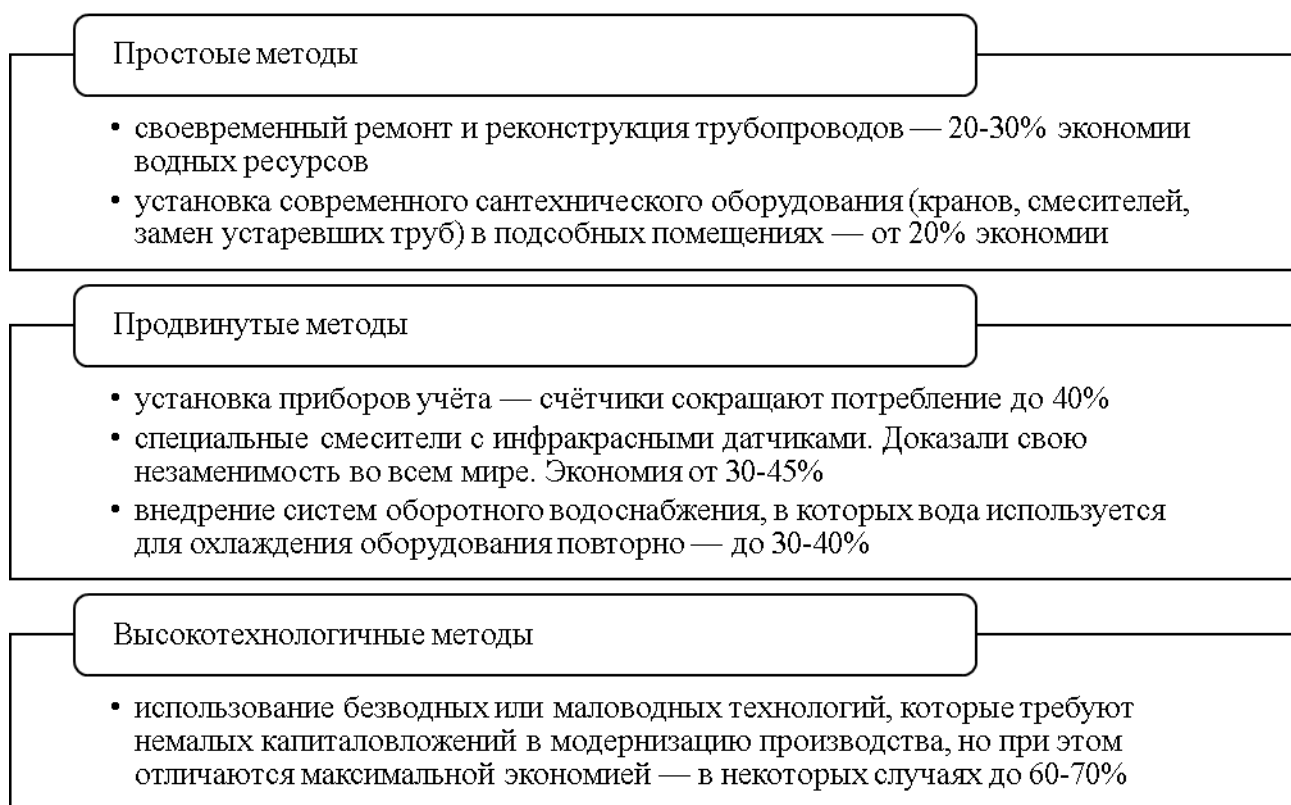 Простоые методы
• своевременный ремонт и реконструкция трубопроводов — 20-30% экономии
водных ресурсов
• установка современного сантехнического оборудования (кранов, смесителей,
замен устаревших труб) в подсобных помещениях — от 20% экономии
Продвинутые методы
• установка приборов учёта — счётчики сокращают потребление до 40%
• специальные смесители с инфракрасными датчиками. Доказали свою
незаменимость во всем мире. Экономия от 30-45%
• внедрение систем оборотного водоснабжения, в которых вода используется
для охлаждения оборудования повторно — до 30-40%
Высокотехнологичные методы
• использование безводных или маловодных технологий, которые требуют
немалых капиталовложений в модернизацию производства, но при этом
отличаются максимальной экономией — в некоторых случаях до 60-70%